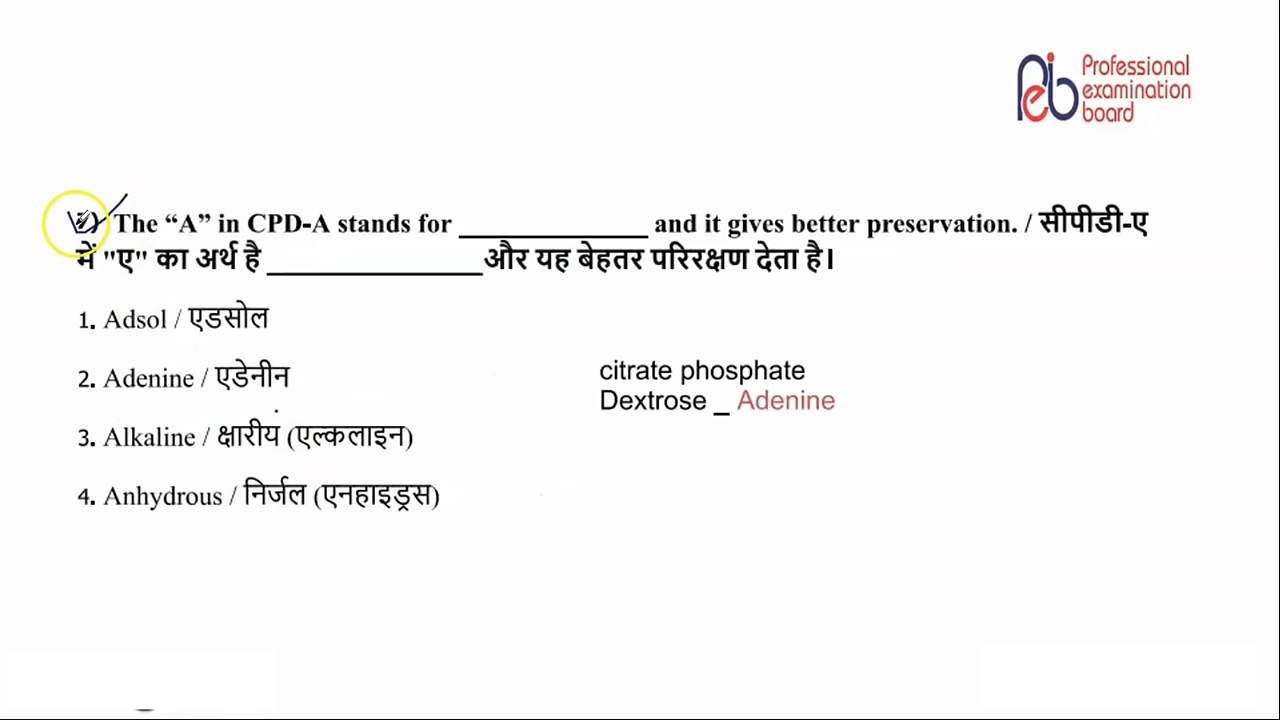 Professional
examination
board
Peb
The “A” in CPD-A stands for ______________ and it gives better preservation. / सीपीडी-ए
में "ए" का अर्थ है ________________और यह बेहतर परिरक्षण देता है।
1. Adsol / एडसोल
2. Adenine / एडेनीन
3. Alkaline / क्षारीय (एल्कलाइन)
4. Anhydrous / निर्जल (एनहाइड्रस)
citrate phosphate
Dextrose _ Adenine